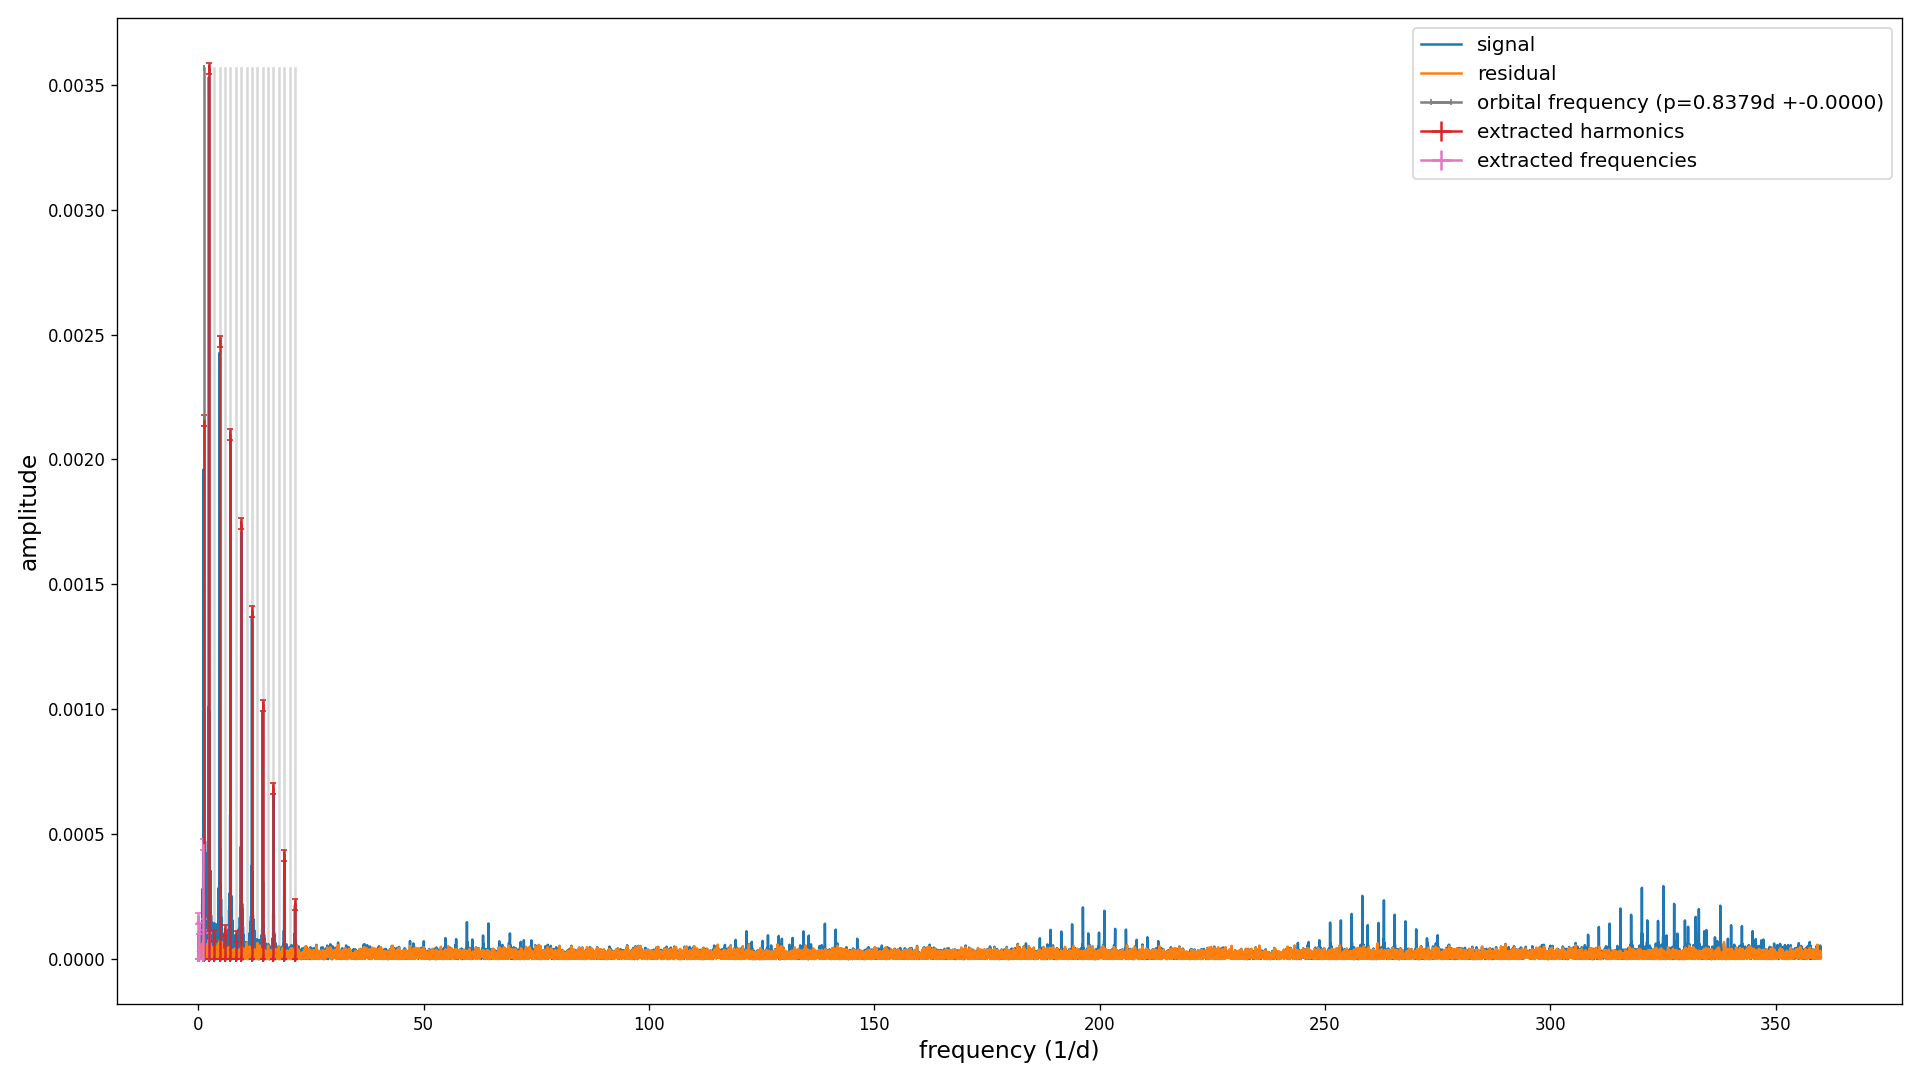 signal
residual
orbital frequency (p=0.8379d +-0.0000)
extracted harmonics
extracted frequencies
0.0035
0.0030
0.0025
0.0020
0.0015
0.0010
0.0005
0.0000
amplitude
0 50 100 150 200 250 300 350
frequency (1/d)